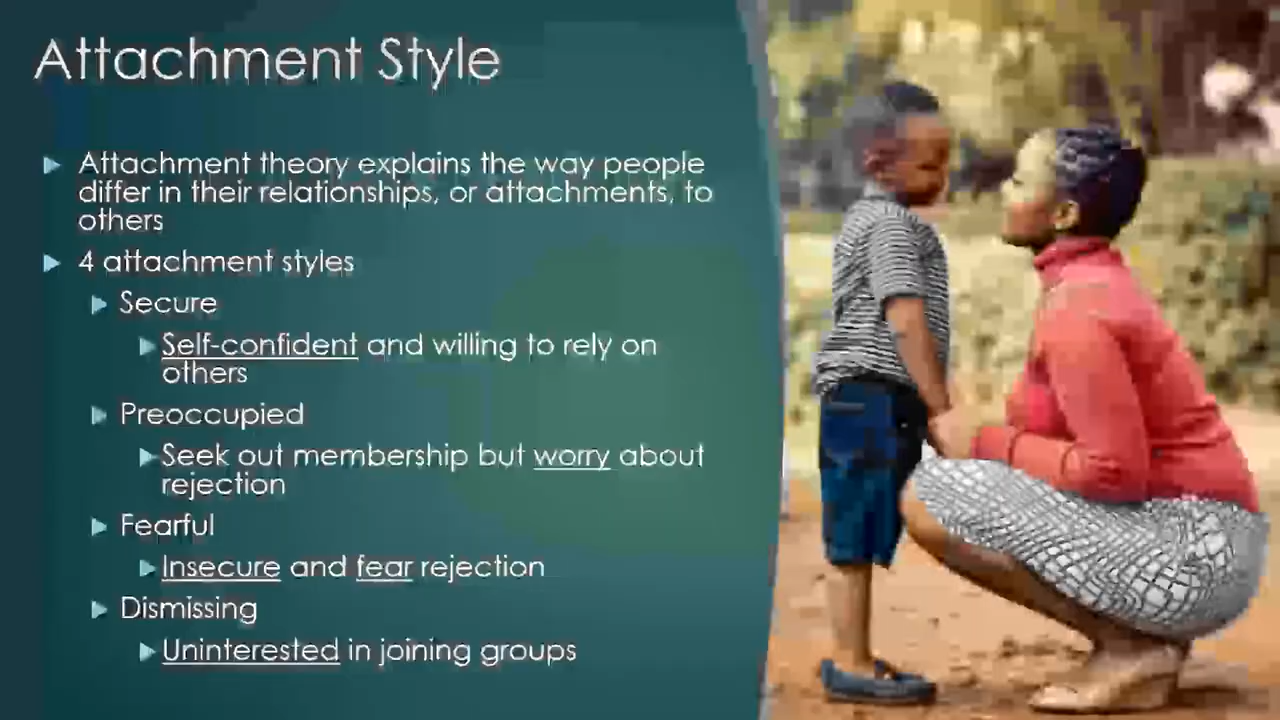 Attachment Style
Attachment theory explains the way people
differ in their relationships, or attachments, to
others
4 attachment styles
Secure
Self-confident and willing to rely on
others
Preoccupied
Seek out membership but worry about
rejection
Fearful
Insecure and fear rejection
Dismissing
Uninterested in joining groups